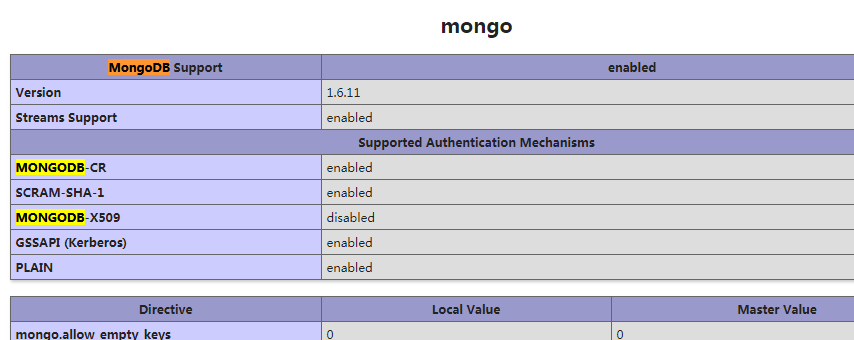 mongo
MongoDB Support enabled
Version 1.6.11
Streams Support enabled
Supported Authentication Mechanisms
MONGODB-CR enabled
SCRAM-SHA-1 enabled
MONGODB-X509 disabled
GSSAPI (Kerberos) enabled
PLAIN enabled
Directive Local Value Master Value
mongo.allow_empty_keys 0 0